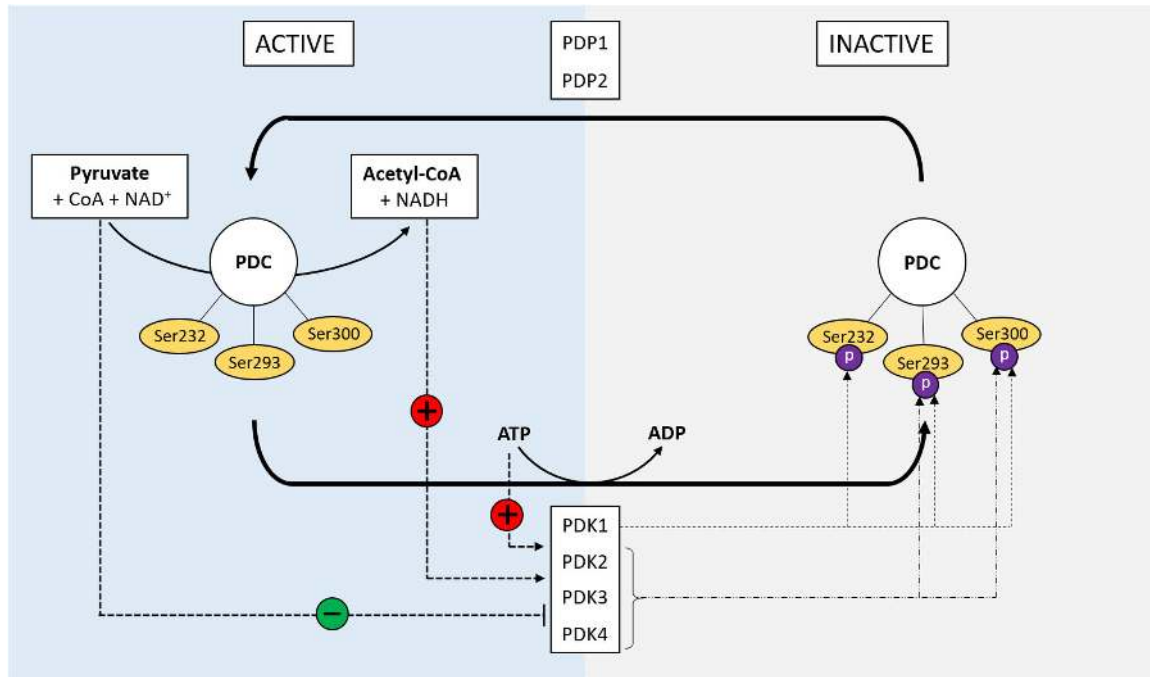 ACTIVE
PDP1
PDP2
INACTIVE
Pyruvate
+ CoA + NAD⁺
Acetyl-CoA
+ NADH
PDC
Ser232
Ser293
Ser300
PDC
Ser232
P
Ser293
P
Ser300
P
+
ATP
ADP
+
PDK1
PDK2
PDK3
PDK4
−